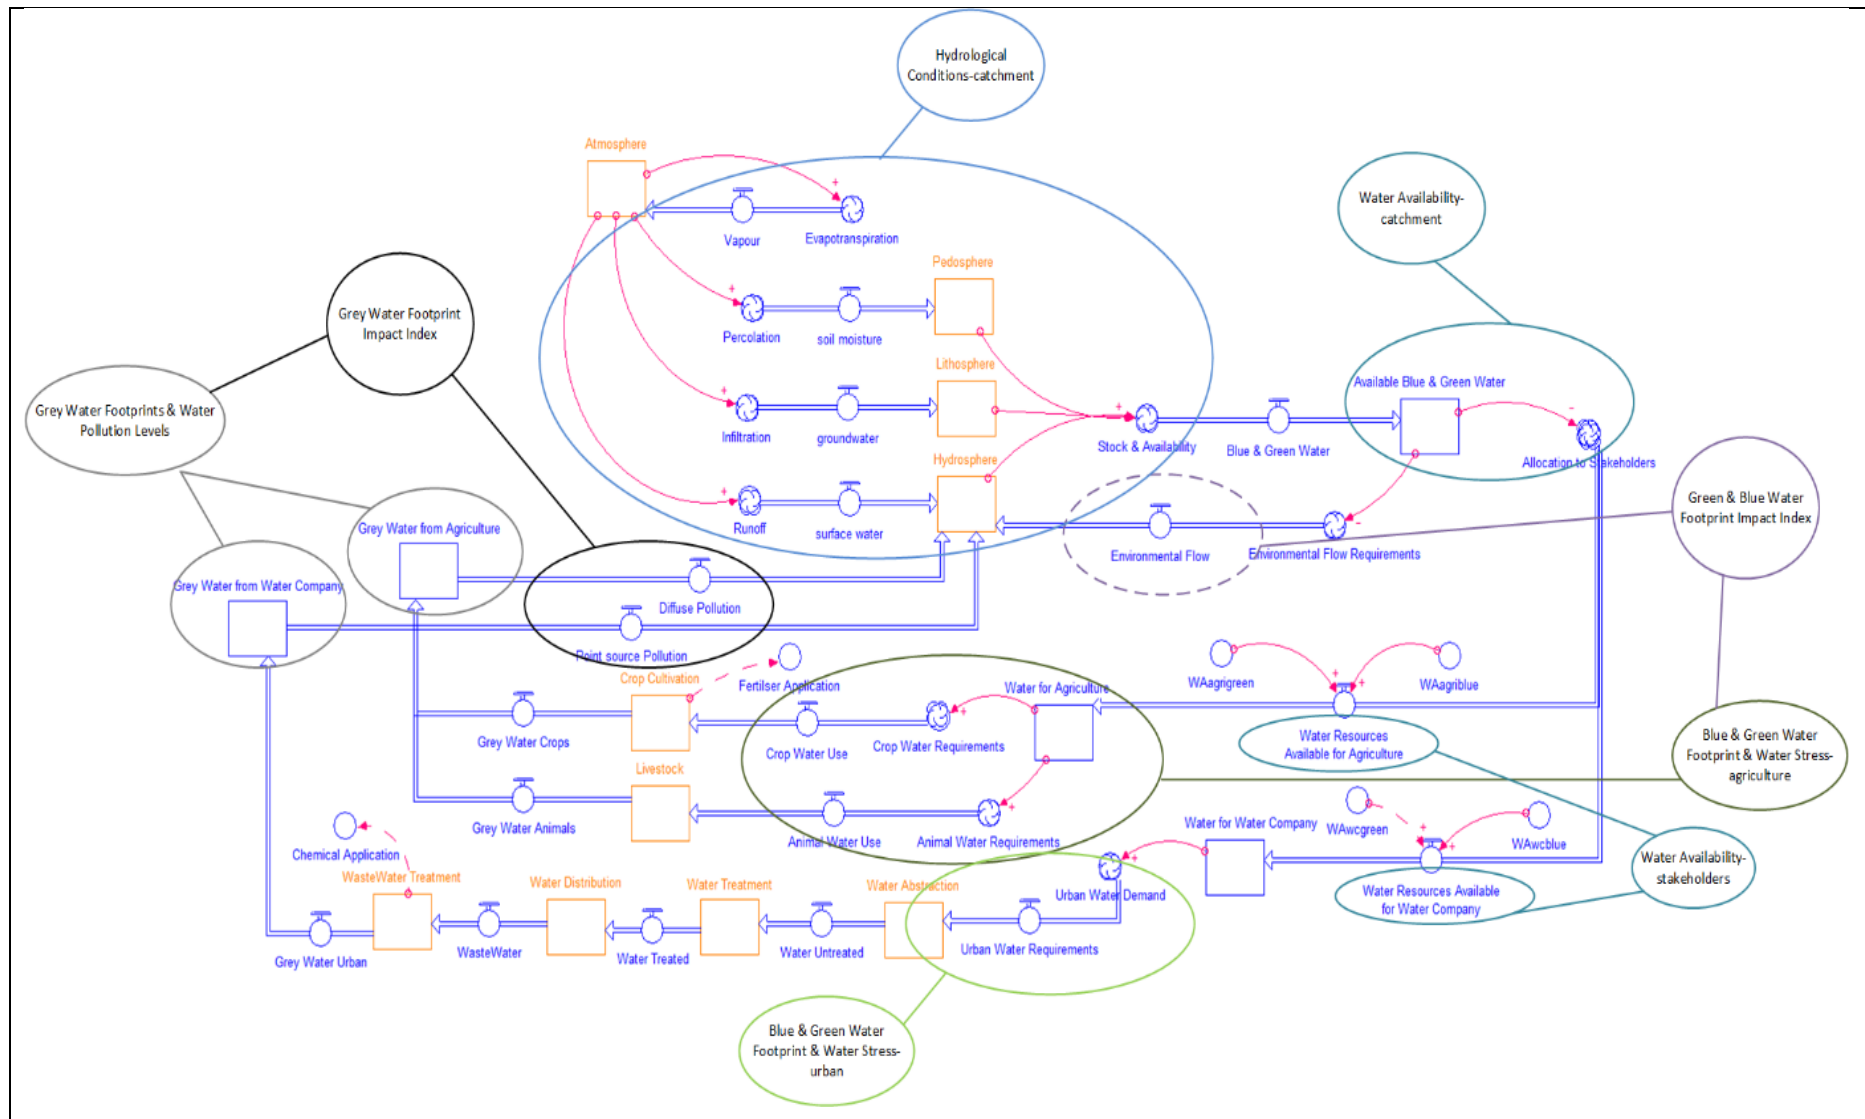 Hydrological
Conditions-catchment
Atmosphere
Water Availability-
catchment
Vapour
Evapotranspiration
Pedosphere
Grey Water Footprint
Impact Index
Percolation
soil moisture
Lithosphere
Available Blue & Green Water
Grey Water Footprints & Water
Pollution Levels
Infiltration
groundwater
Stock & Availability
Blue & Green Water
Allocation to Stakeholders
Hydrosphere
Green & Blue Water
Footprint Impact Index
Runoff
surface water
Grey Water from Agriculture
Environmental Flow
Environmental Flow Requirements
Grey Water from Water Company
Diffuse Pollution
Point source Pollution
Crop Cultivation
Fertilser Application
Water for Agriculture
WAagrigreen
WAagriblue
Grey Water Crops
Crop Water Use
Crop Water Requirements
Water Resources
Available for Agriculture
Blue & Green Water
Footprint & Water Stress-
agriculture
Livestock
Grey Water Animals
Animal Water Use
Animal Water Requirements
Water for Water Company
WAwcgreen
WAwcblue
Chemical Application
WasteWater Treatment
Water Distribution
Water Treatment
Water Abstraction
Urban Water Demand
Water Resources Available
for Water Company
Water Availability-
stakeholders
Grey Water Urban
WasteWater
Water Treated
Water Untreated
Urban Water Requirements
Blue & Green Water
Footprint & Water Stress-
urban